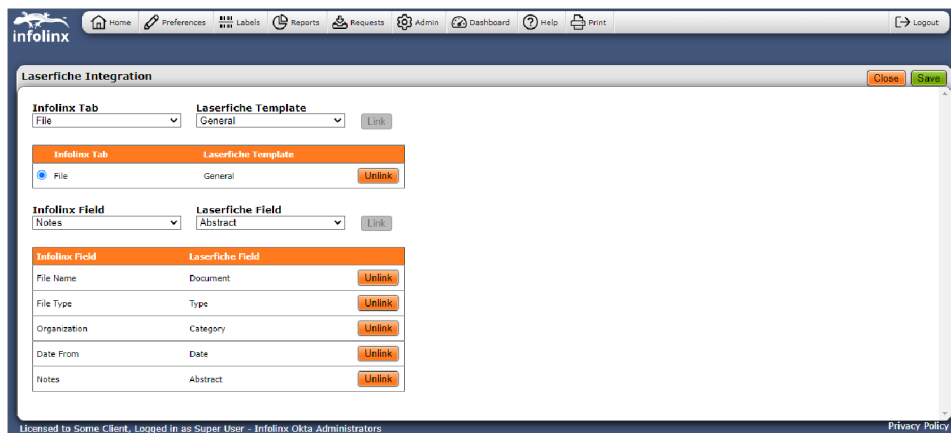 infolinx
Home Preferences Labels Reports Requests Admin Dashboard Help Print Logout
Laserfiche Integration Close Save
Infolinx Tab Laserfiche Template
File General Link
Infolinx Tab Laserfiche Template
File General Unlink
Infolinx Field Laserfiche Field
Notes Abstract Link
Infolinx Field Laserfiche Field
File Name Document Unlink
File Type Type Unlink
Organization Category Unlink
Date From Date Unlink
Notes Abstract Unlink
Licensed to Some Client, Logged in as Super User - Infolinx Okta Administrators Privacy Policy